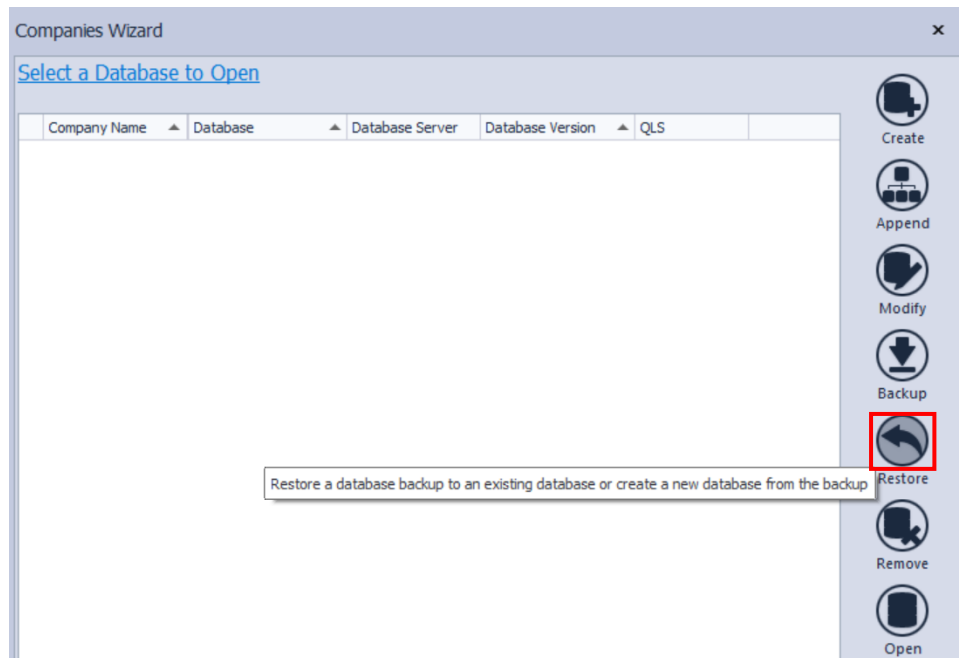 Companies Wizard
Select a Database to Open
Company Name Database Database Server Database Version QLS
Create
Append
Modify
Backup
Restore
Restore a database backup to an existing database or create a new database from the backup
Remove
Open